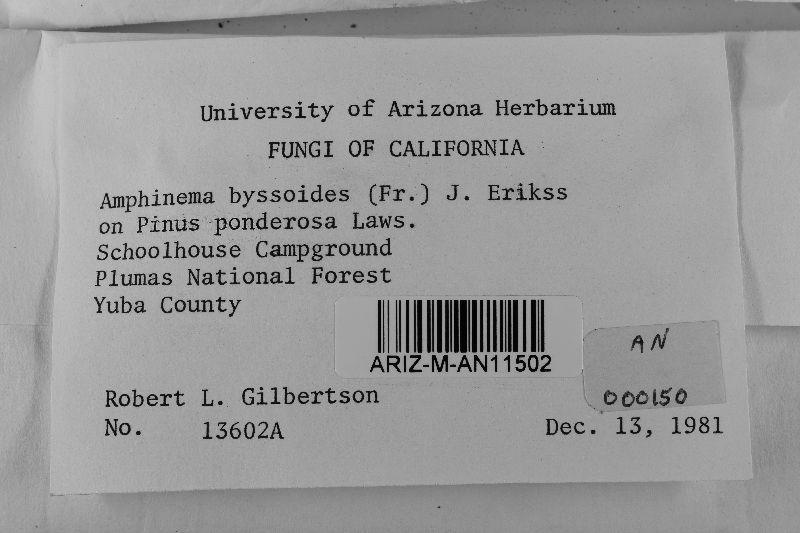 University of Arizona Herbarium
FUNGI OF CALIFORNIA
Amphinema byssoides (Fr.) J. Erikss
on Pinus ponderosa Laws.
Schoolhouse Campground
Plumas National Forest
Yuba County
ARIZ-M-AN11502
AN
000150
Robert L. Gilbertson
No. 13602A
Dec. 13, 1981